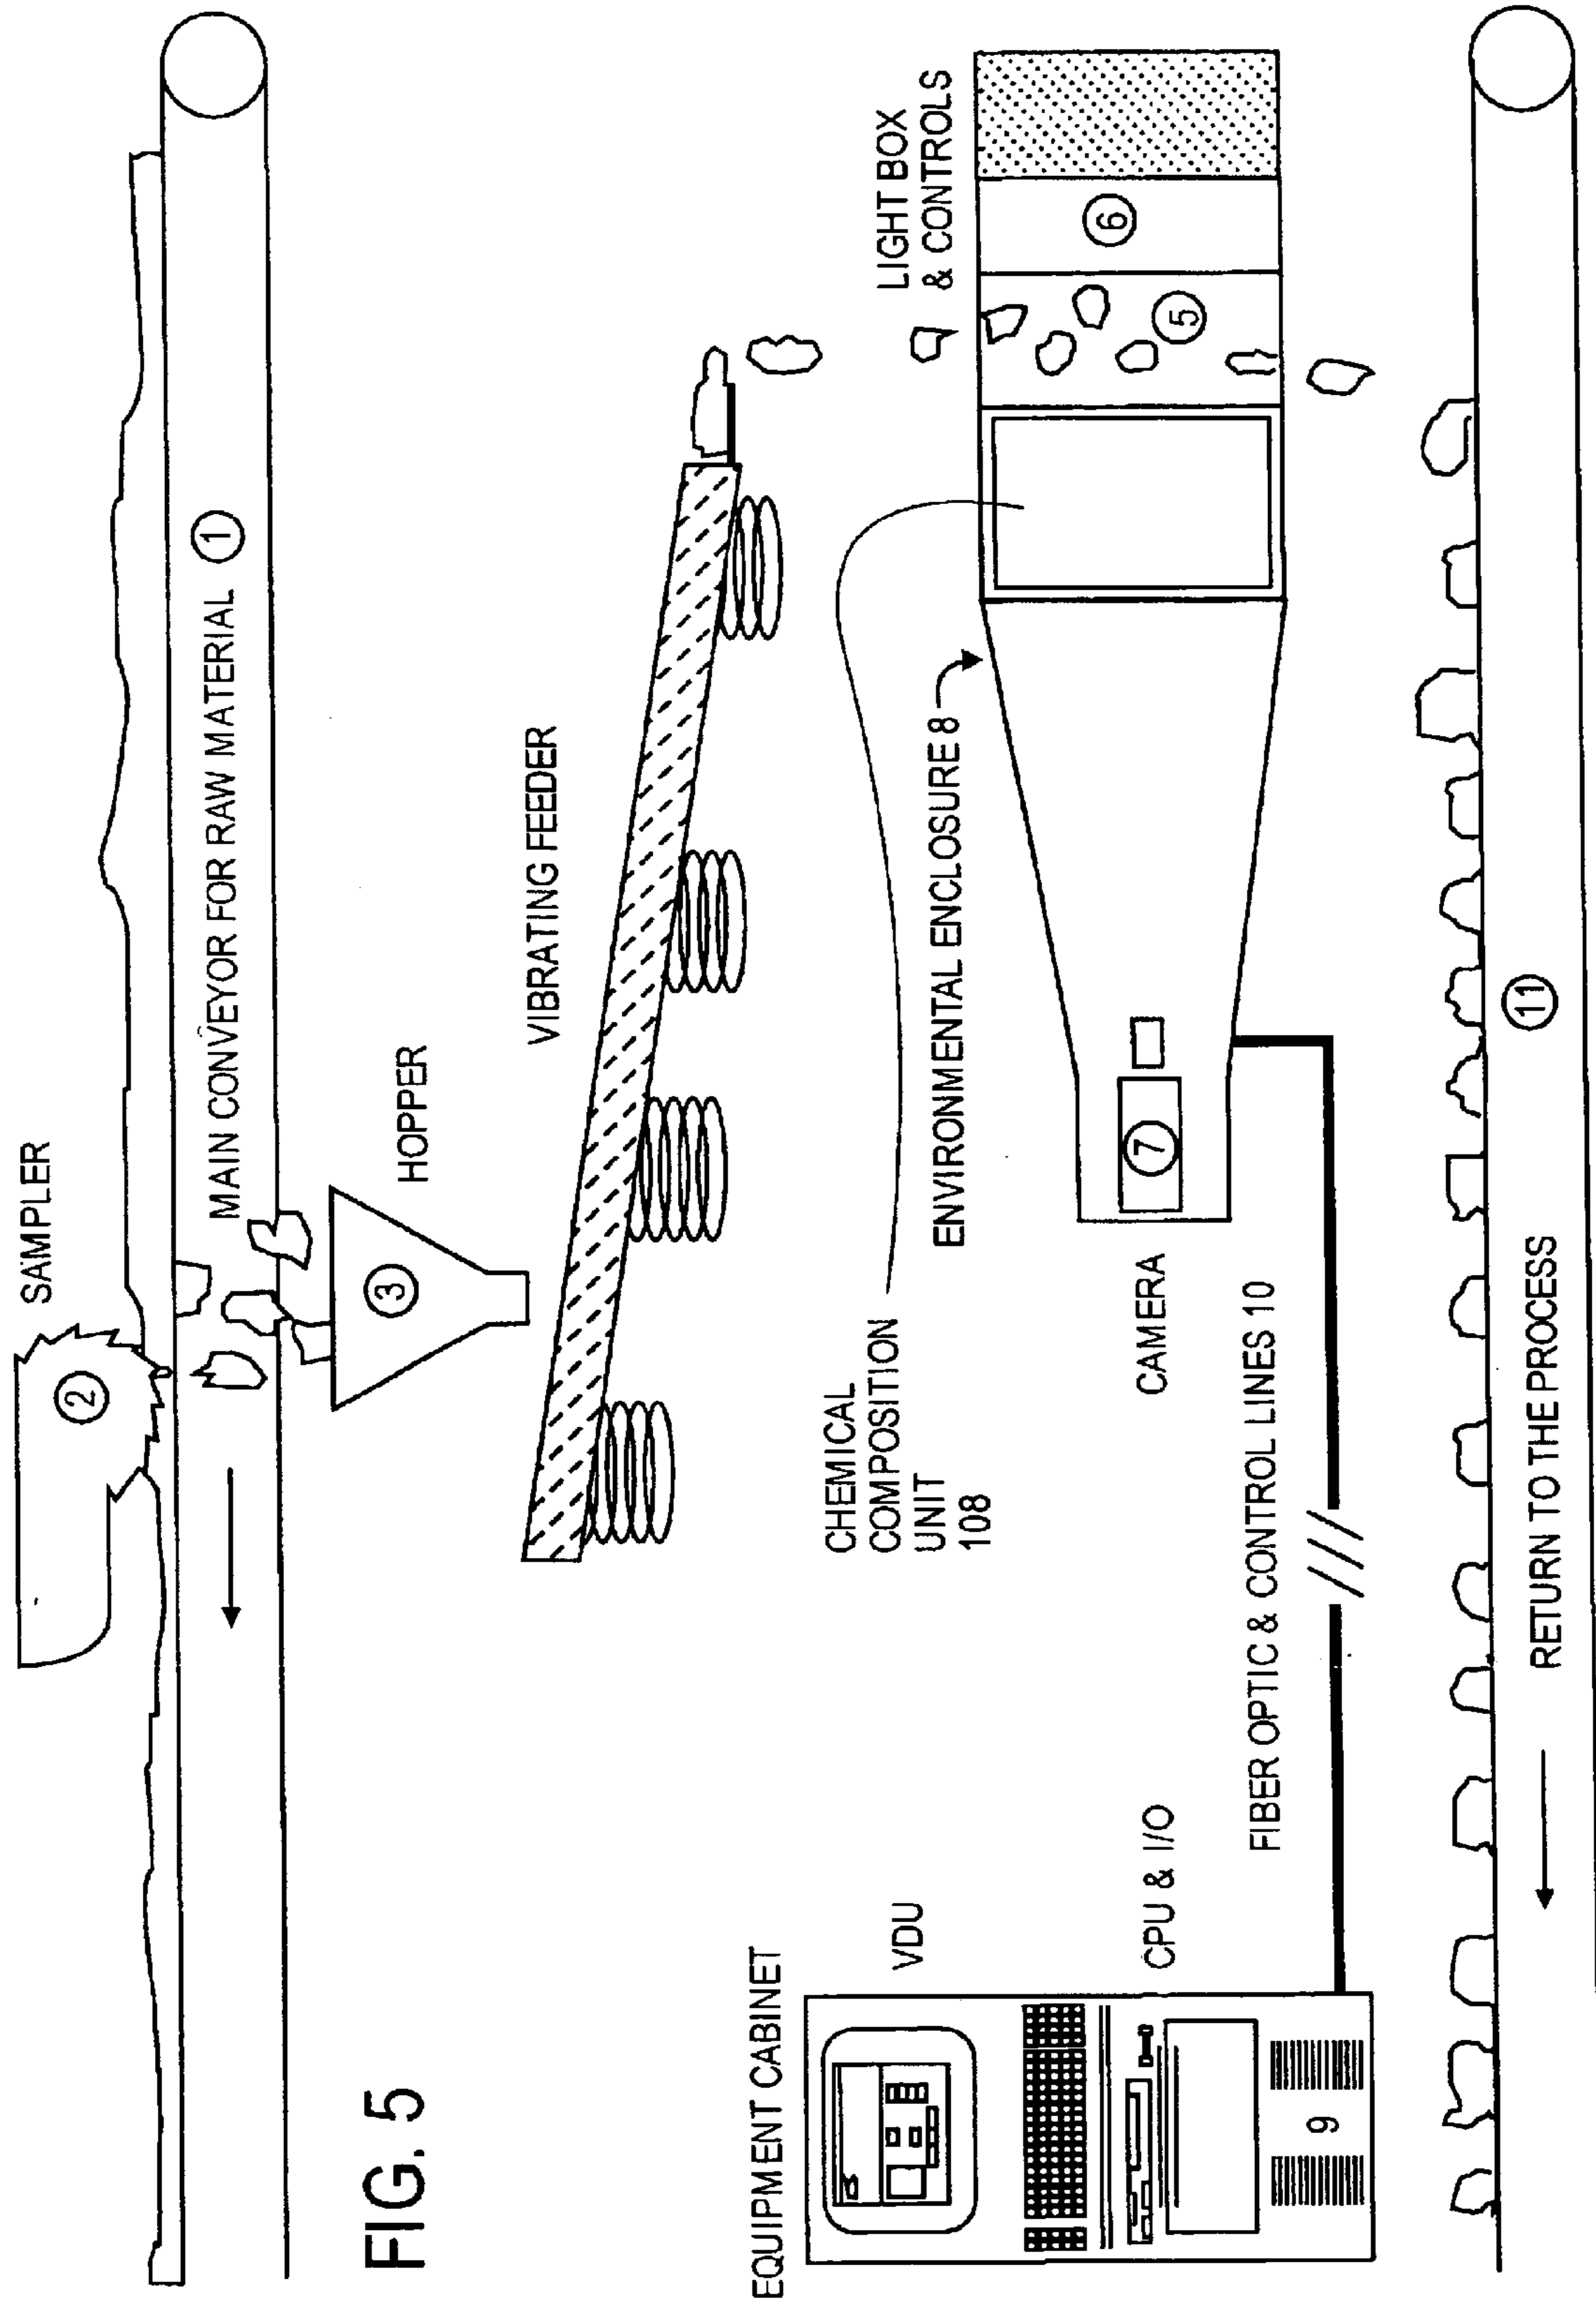 SAMPLER
2
MAIN CONVEYOR FOR RAW MATERIAL 1
3
HOPPER
FIG. 5
VIBRATING FEEDER
EQUIPMENT CABINET
VDU
CPU & I/O
9
CHEMICAL
COMPOSITION
UNIT
108
ENVIRONMENTAL ENCLOSURE 8
LIGHT BOX
& CONTROLS
5
6
7
CAMERA
FIBER OPTIC & CONTROL LINES 10
11
RETURN TO THE PROCESS